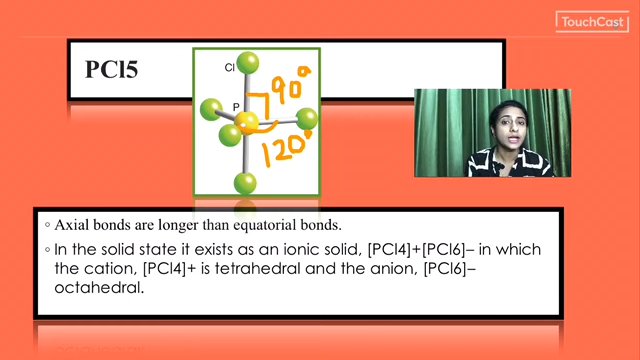 TouchCast
PCl5
Cl
90°
P
120°
◦ Axial bonds are longer than equatorial bonds.
◦ In the solid state it exists as an ionic solid, [PCl4]+[PCl6]– in which
the cation, [PCl4]+ is tetrahedral and the anion, [PCl6]–
octahedral.